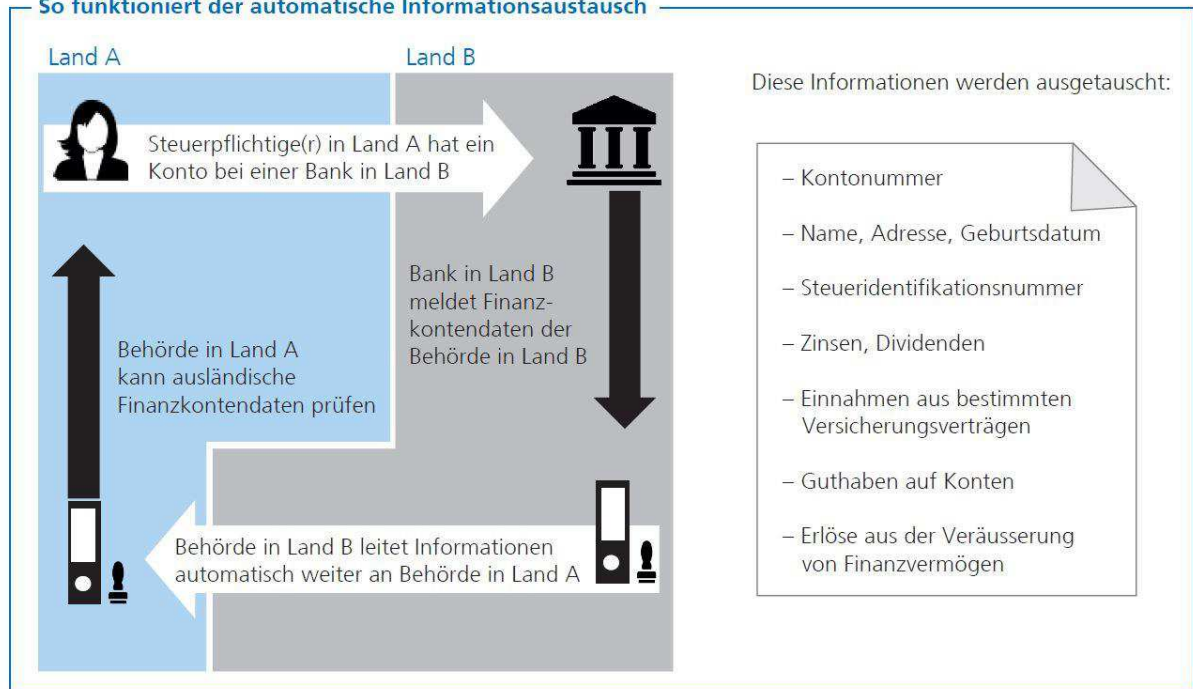 So funktioniert der automatische Informationsaustausch
Land A
Land B
Steuerpflichtige(r) in Land A hat ein
Konto bei einer Bank in Land B
Bank in Land B
meldet Finanz-
kontendaten der
Behörde in Land B
Behörde in Land B leitet Informationen
automatisch weiter an Behörde in Land A
Behörde in Land A
kann ausländische
Finanzkontendaten prüfen
Diese Informationen werden ausgetauscht:
– Kontonummer
– Name, Adresse, Geburtsdatum
– Steueridentifikationsnummer
– Zinsen, Dividenden
– Einnahmen aus bestimmten
Versicherungsverträgen
– Guthaben auf Konten
– Erlöse aus der Veräusserung
von Finanzvermögen